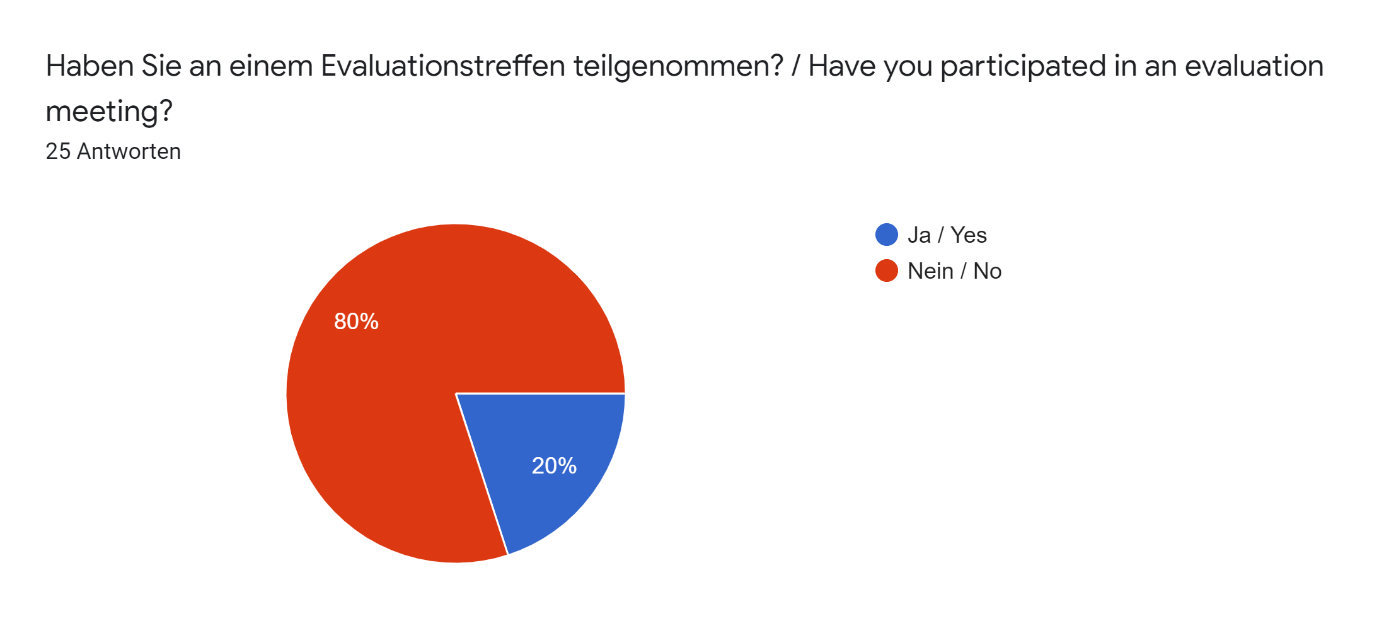 Haben Sie an einem Evaluationstreffen teilgenommen? / Have you participated in an evaluation
meeting?
25 Antworten
Ja / Yes
Nein / No
80%
20%